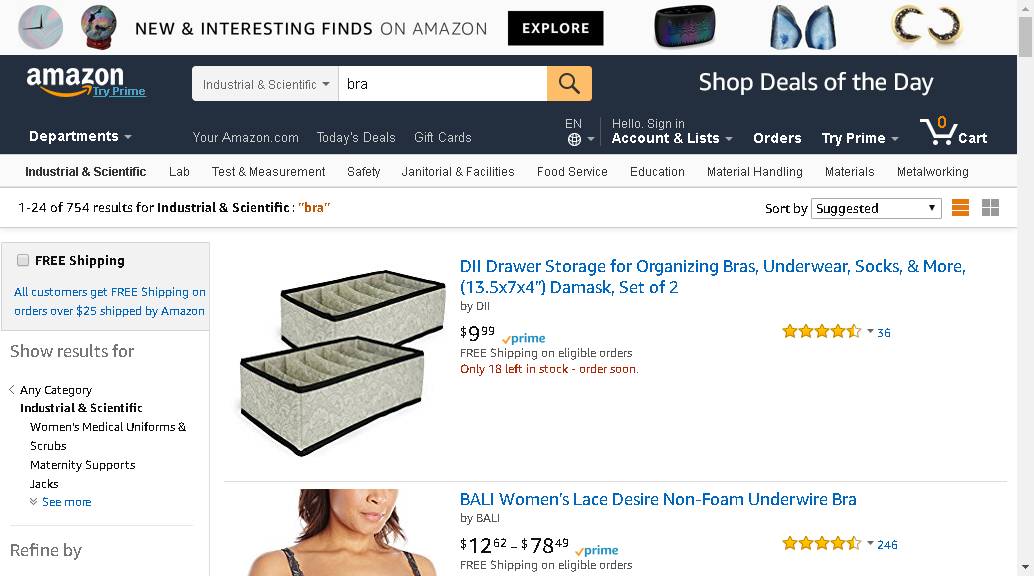 NEW & INTERESTING FINDS ON AMAZON EXPLORE
amazon
Try Prime
Industrial & Scientific bra
Shop Deals of the Day
Departments
Your Amazon.com Today's Deals Gift Cards
EN
Hello. Sign in
Account & Lists
Orders
Try Prime
0
Cart
Industrial & Scientific Lab Test & Measurement Safety Janitorial & Facilities Food Service Education Material Handling Materials Metalworking
1-24 of 754 results for Industrial & Scientific : "bra"
Sort by Suggested
FREE Shipping
All customers get FREE Shipping on
orders over $25 shipped by Amazon
Show results for
Any Category
Industrial & Scientific
Women's Medical Uniforms &
Scrubs
Maternity Supports
Jacks
See more
Refine by
DII Drawer Storage for Organizing Bras, Underwear, Socks, & More,
(13.5x7x4") Damask, Set of 2
by DII
$9.99 prime
36
FREE Shipping on eligible orders
Only 18 left in stock - order soon.
BALI Women's Lace Desire Non-Foam Underwire Bra
by BALI
$12.62 - $78.49 prime
246
FREE Shipping on eligible orders